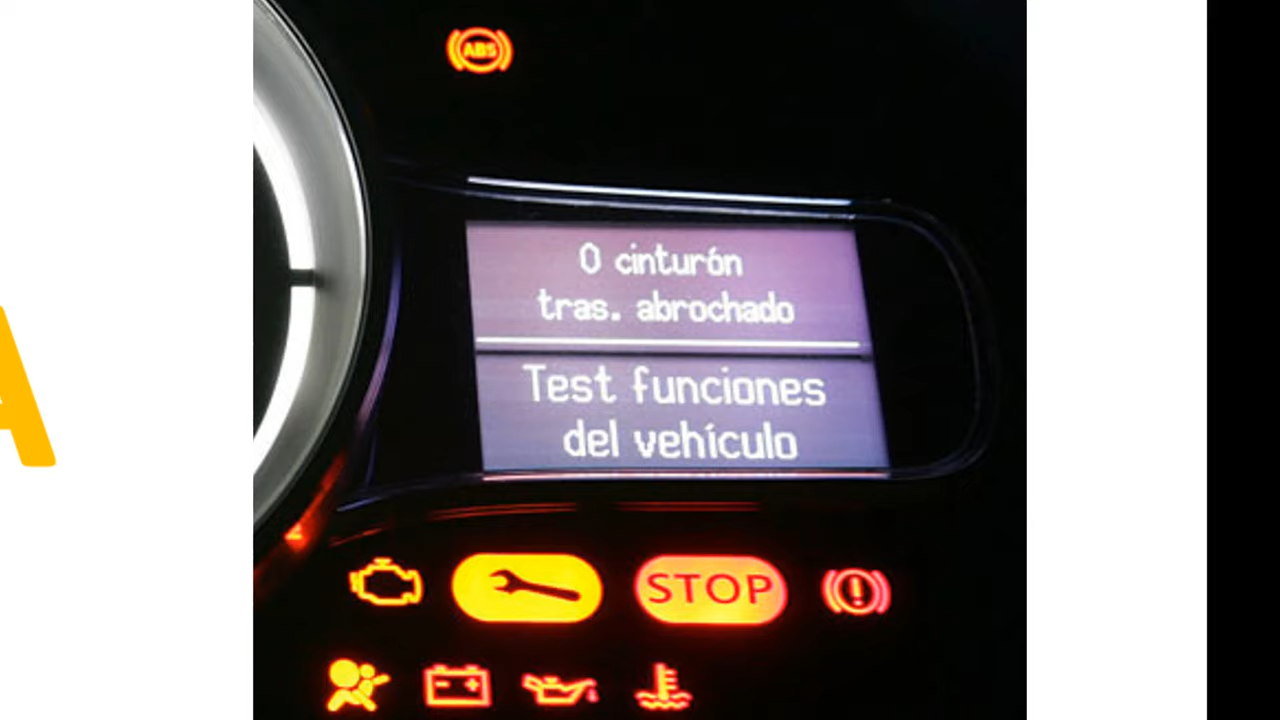 A
ABS
0 cinturón
tras. abrochado
Test funciones
del vehículo
STOP